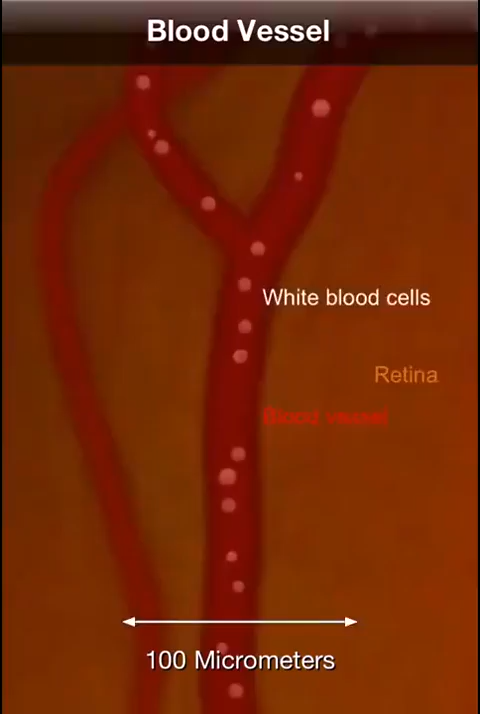 Blood Vessel
White blood cells
Retina
Blood vessel
100 Micrometers